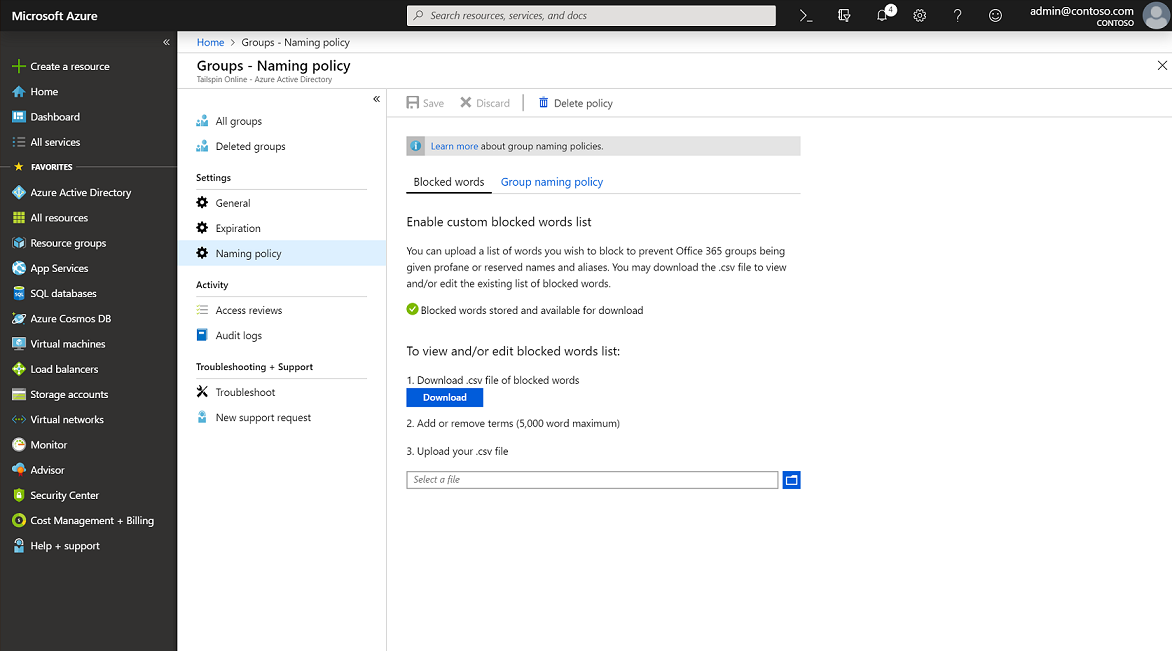 Microsoft Azure
Search resources, services, and docs
4
admin@contoso.com
CONTOSO
Create a resource
Home
Dashboard
All services
FAVORITES
Azure Active Directory
All resources
Resource groups
App Services
SQL databases
Azure Cosmos DB
Virtual machines
Load balancers
Storage accounts
Virtual networks
Monitor
Advisor
Security Center
Cost Management + Billing
Help + support
Home > Groups - Naming policy
Groups - Naming policy
Tailspin Online - Azure Active Directory
All groups
Deleted groups
Settings
General
Expiration
Naming policy
Activity
Access reviews
Audit logs
Troubleshooting + Support
Troubleshoot
New support request
Save Discard Delete policy
Learn more about group naming policies.
Blocked words Group naming policy
Enable custom blocked words list
You can upload a list of words you wish to block to prevent Office 365 groups being
given profane or reserved names and aliases. You may download the .csv file to view
and/or edit the existing list of blocked words.
Blocked words stored and available for download
To view and/or edit blocked words list:
1. Download .csv file of blocked words
Download
2. Add or remove terms (5,000 word maximum)
3. Upload your .csv file
Select a file